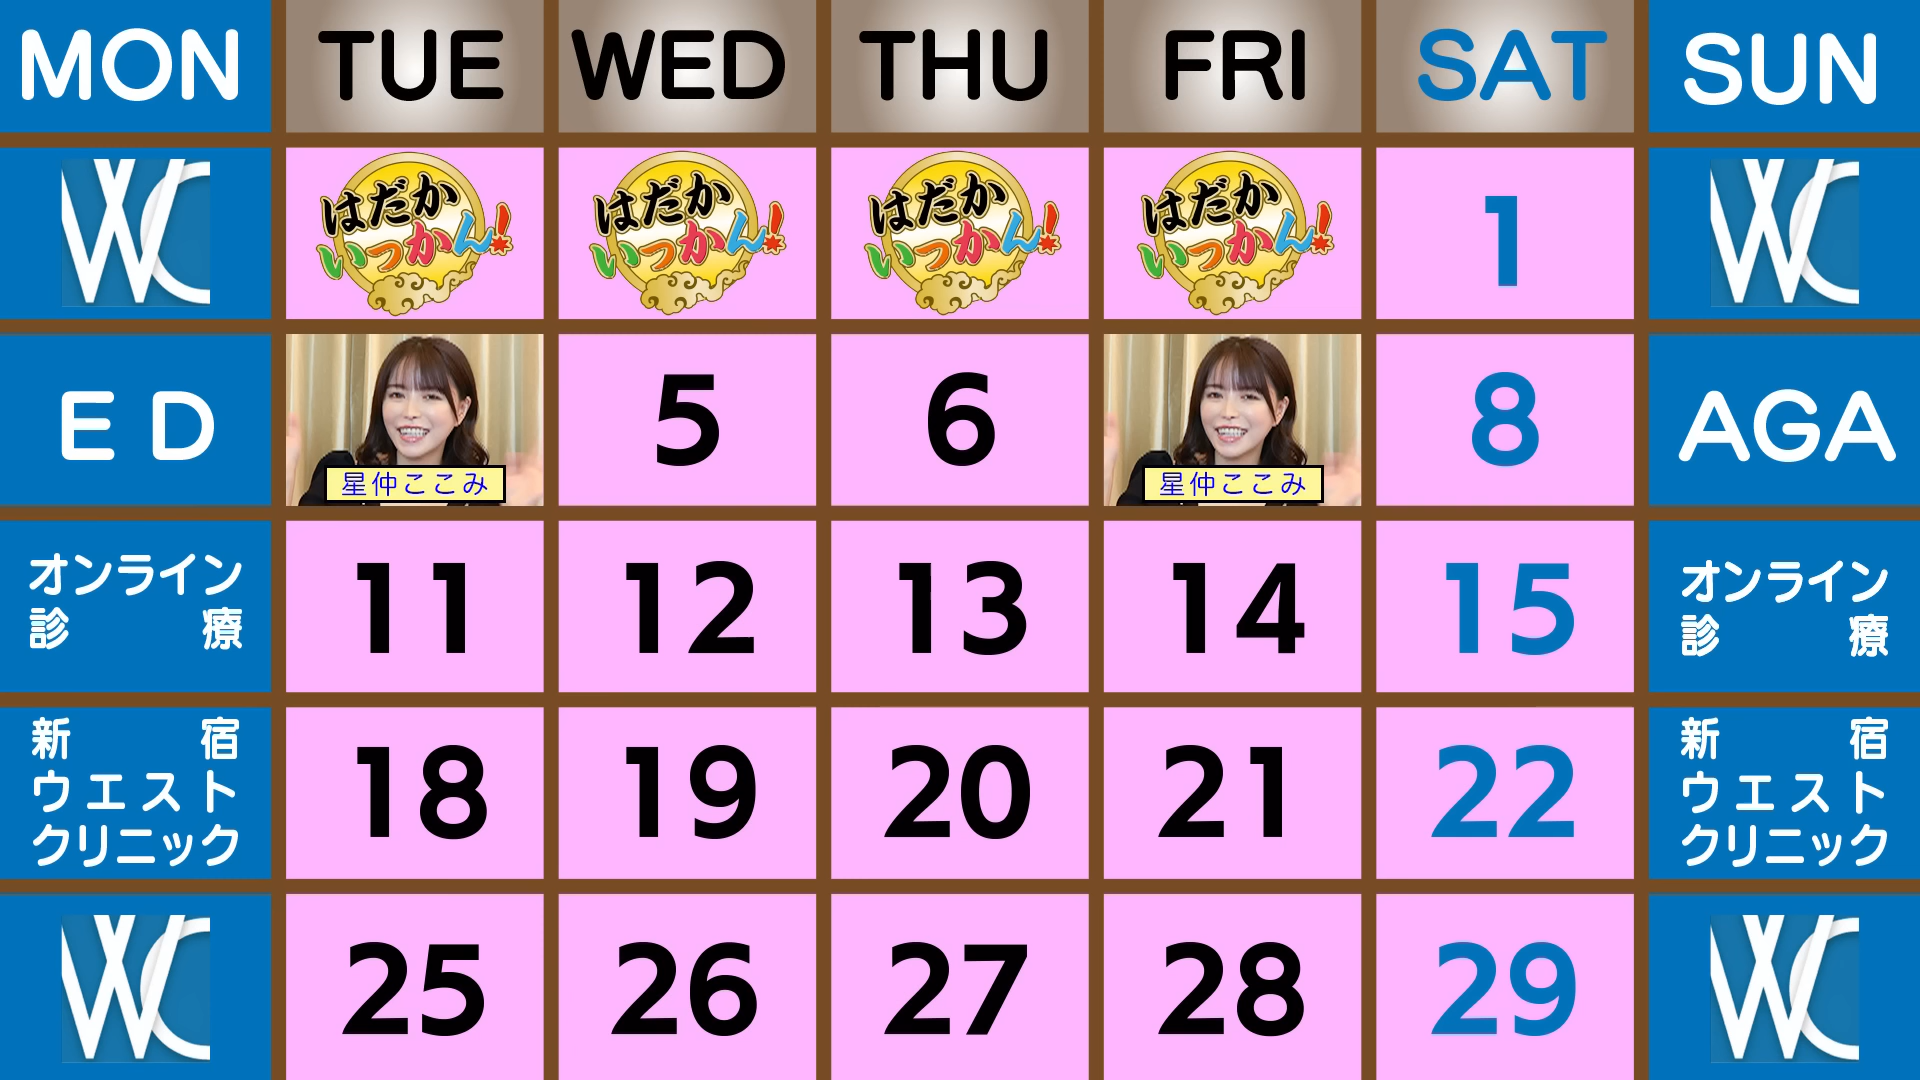 MON TUE WED THU FRI SAT SUN
WC はだかいっかん! はだかいっかん! はだかいっかん! はだかいっかん! 1 WC
ED 星仲ここみ 5 6 星仲ここみ 8 AGA
オンライン
診療
11 12 13 14 15
オンライン
診療
新宿
ウエスト
クリニック
18 19 20 21 22
新宿
ウエスト
クリニック
WC 25 26 27 28 29 WC